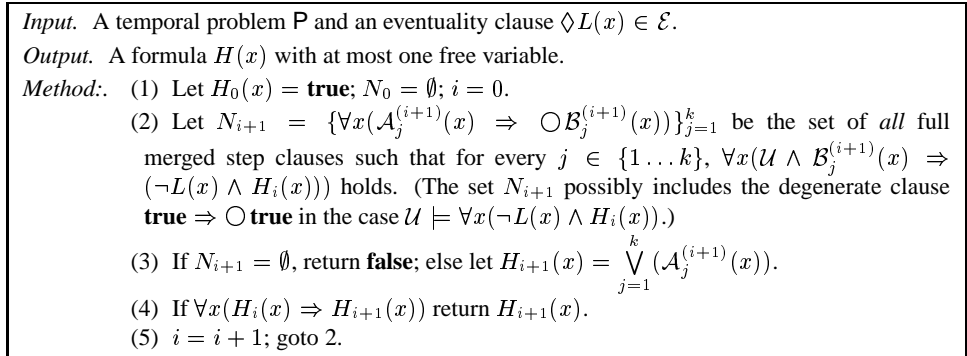 Input. A temporal problem P and an eventuality clause ◊L(x) ∈ ℰ.
Output. A formula H(x) with at most one free variable.
Method:. (1) Let H₀(x) = true; N₀ = ∅; i = 0.
(2) Let N_{i+1} = {∀x(𝒜_j^{(i+1)}(x) ⇒ ○ℬ_j^{(i+1)}(x))}_{j=1}^{k} be the set of all full
merged step clauses such that for every j ∈ {1…k}, ∀x(𝒰 ∧ ℬ_j^{(i+1)}(x) ⇒
(¬L(x) ∧ H_i(x))) holds. (The set N_{i+1} possibly includes the degenerate clause
true ⇒ ○true in the case 𝒰 ⊨ ∀x(¬L(x) ∧ H_i(x)).)
(3) If N_{i+1} = ∅, return false; else let H_{i+1}(x) = ⋁_{j=1}^{k} (𝒜_j^{(i+1)}(x)).
(4) If ∀x(H_i(x) ⇒ H_{i+1}(x)) return H_{i+1}(x).
(5) i = i + 1; goto 2.